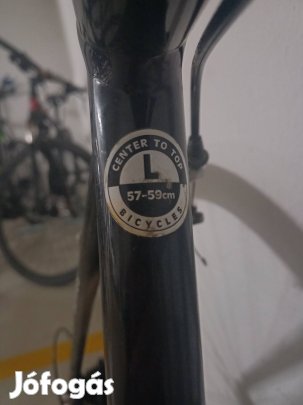 CENTER TO TOP
L
57-59cm
BICYCLES
Jófogás